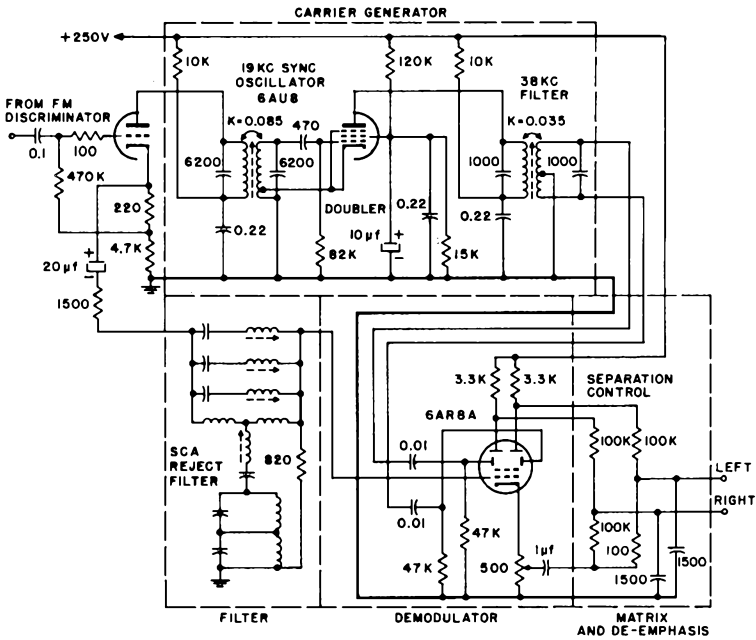 CARRIER GENERATOR
+250V
10K
19KC SYNC
OSCILLATOR
6AU8
120K
10K
38KC
FILTER
FROM FM
DISCRIMINATOR
K=0.085
470
K=0.035
0.1
100
6200
6200
1000
1000
470K
DOUBLER
220
0.22
0.22
0.22
4.7K
10µf
+
-
82K
15K
+
20µf
-
1500
3.3K
3.3K
SEPARATION
CONTROL
6AR8A
100K
100K
SCA
REJECT
FILTER
820
0.01
LEFT
RIGHT
0.01
47K
100K
1µf
100
47K
500
1500
1500
FILTER
DEMODULATOR
MATRIX
AND DE-EMPHASIS